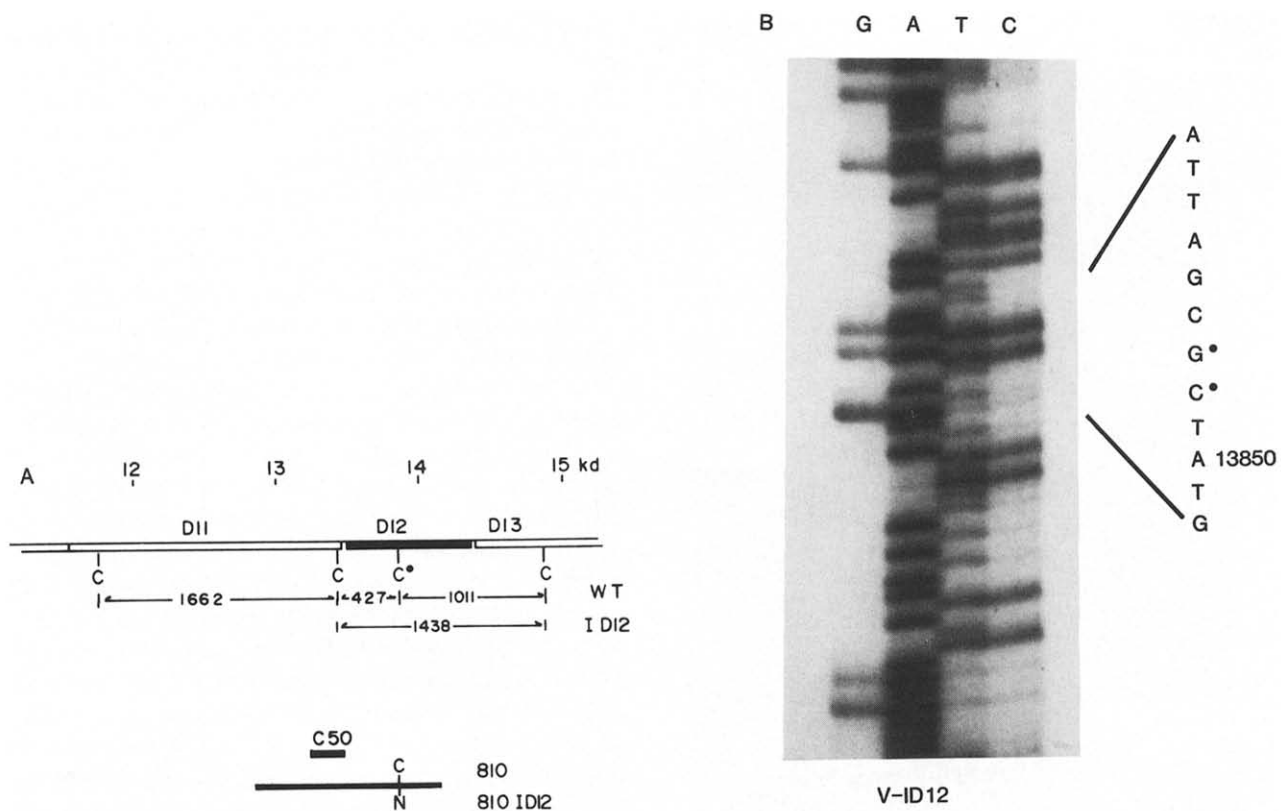 B
G A T C
A
T
T
A
G
C
G•
C•
T
A 13850
T
G
V-ID12
A
12 13 14 15 kd
D11 D12 D13
C C C• C
1662 427 1011 WT
1438 I D12
C50
C 810
N 810 ID12